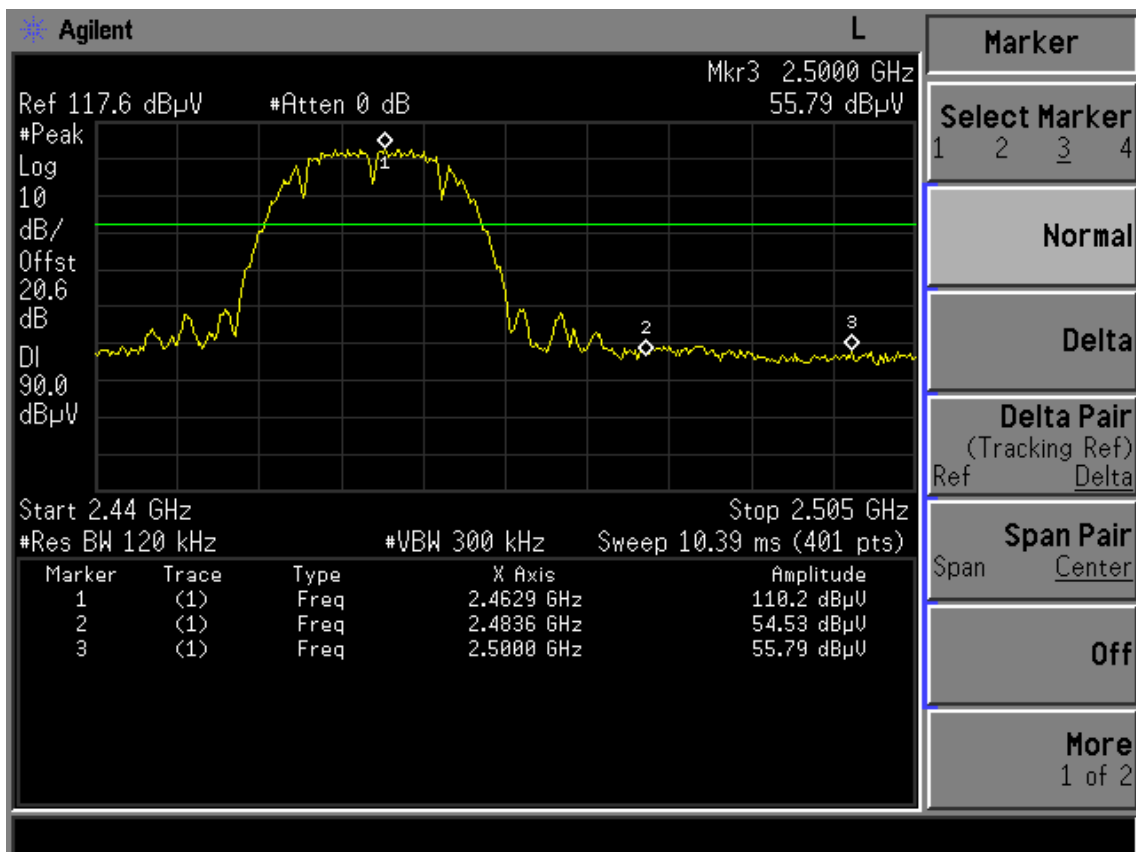 Agilent L
Marker
Mkr3 2.5000 GHz
Ref 117.6 dBµV #Atten 0 dB 55.79 dBµV
#Peak
Log
10
dB/
Offst
20.6
dB
DI
90.0
dBµV
1
2
3
Start 2.44 GHz Stop 2.505 GHz
#Res BW 120 kHz #VBW 300 kHz Sweep 10.39 ms (401 pts)
Marker Trace Type X Axis Amplitude
1 (1) Freq 2.4629 GHz 110.2 dBµV
2 (1) Freq 2.4836 GHz 54.53 dBµV
3 (1) Freq 2.5000 GHz 55.79 dBµV
Select Marker
1 2 3 4
Normal
Delta
Delta Pair
(Tracking Ref)
Ref Delta
Span Pair
Span Center
Off
More
1 of 2